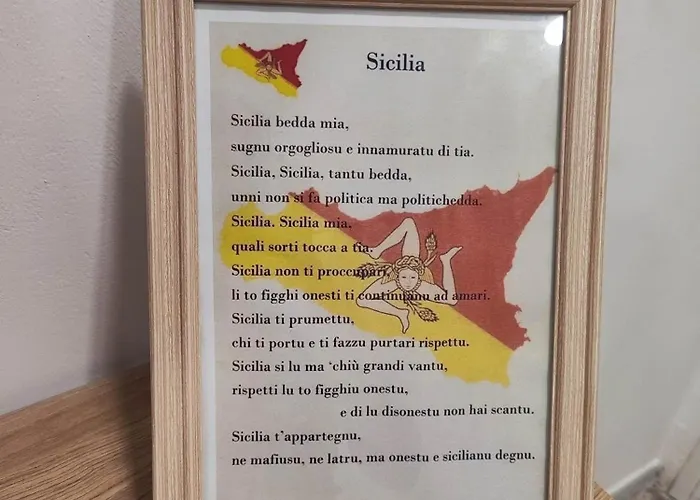 Sicilia
Sicilia bedda mia,
sugnu orgogliosu e innamuratu di tia.
Sicilia, Sicilia, tantu bedda,
unni non si fa politica ma politichedda.
Sicilia. Sicilia mia.
quali sorti tocca a tia.
Sicilia non ti proccupari,
li to figghi onesti ti continuanu ad amari.
Sicilia ti prumettu,
chi ti portu e ti fazzu purtari rispettu.
Sicilia si lu ma ‘chiù grandi vantu,
rispetti lu to figghiu onestu,
e di lu disonestu non hai scantu.
Sicilia t’appartegnu,
ne mafiusu, ne latru, ma onestu e sicilianu degnu.